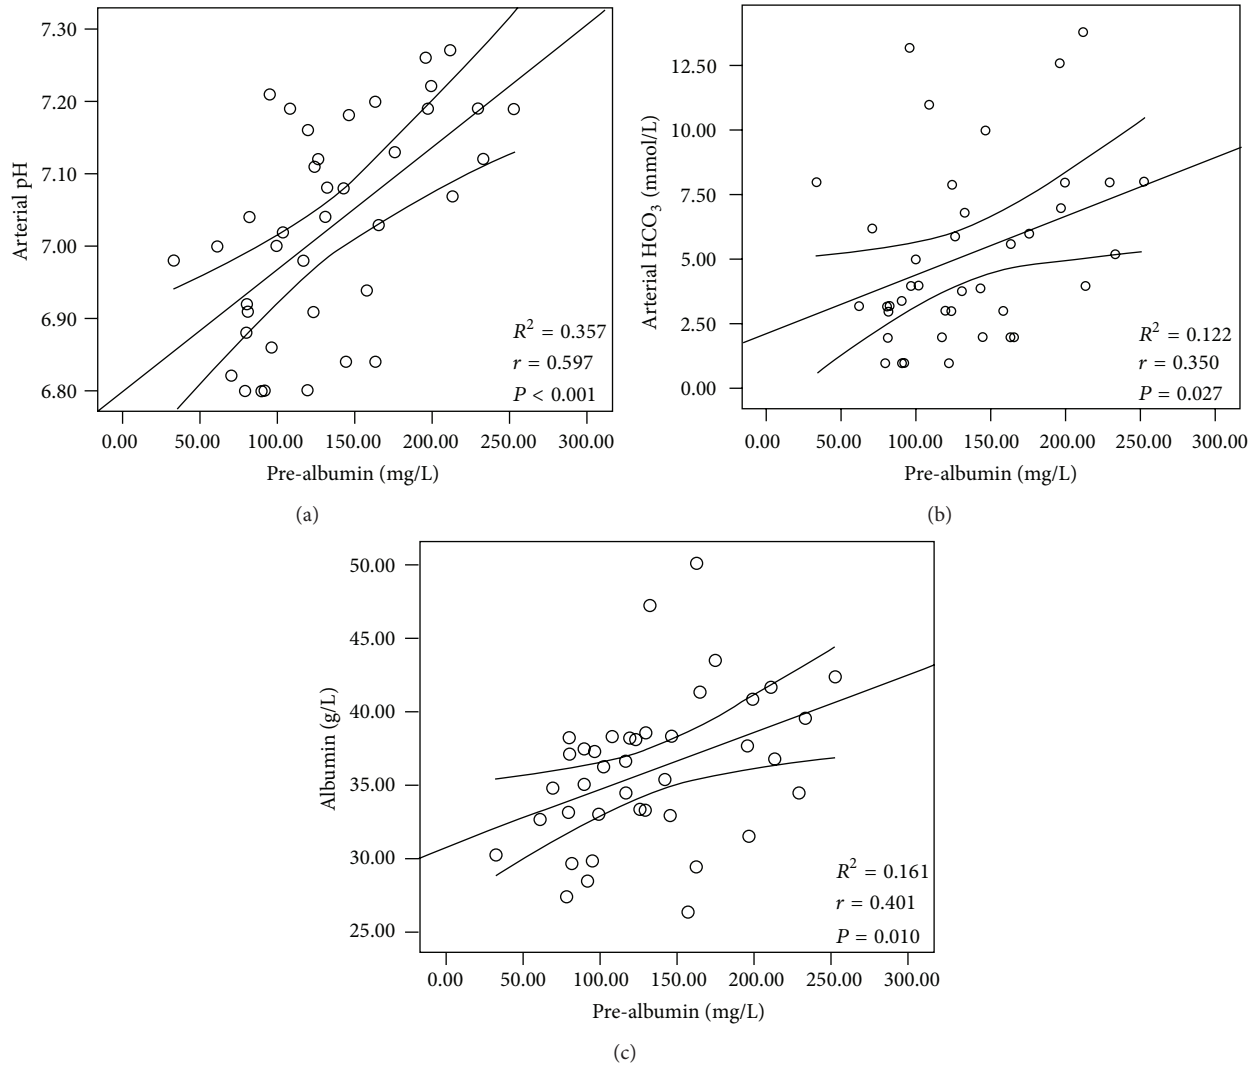 7.30
7.20
7.10
7.00
6.90
6.80
Arterial pH
R² = 0.357
r = 0.597
P < 0.001
0.00 50.00 100.00 150.00 200.00 250.00 300.00
Pre-albumin (mg/L)
(a)
12.50
10.00
7.50
5.00
2.50
0.00
Arterial HCO₃ (mmol/L)
R² = 0.122
r = 0.350
P = 0.027
0.00 50.00 100.00 150.00 200.00 250.00 300.00
Pre-albumin (mg/L)
(b)
50.00
45.00
40.00
35.00
30.00
25.00
Albumin (g/L)
R² = 0.161
r = 0.401
P = 0.010
0.00 50.00 100.00 150.00 200.00 250.00 300.00
Pre-albumin (mg/L)
(c)